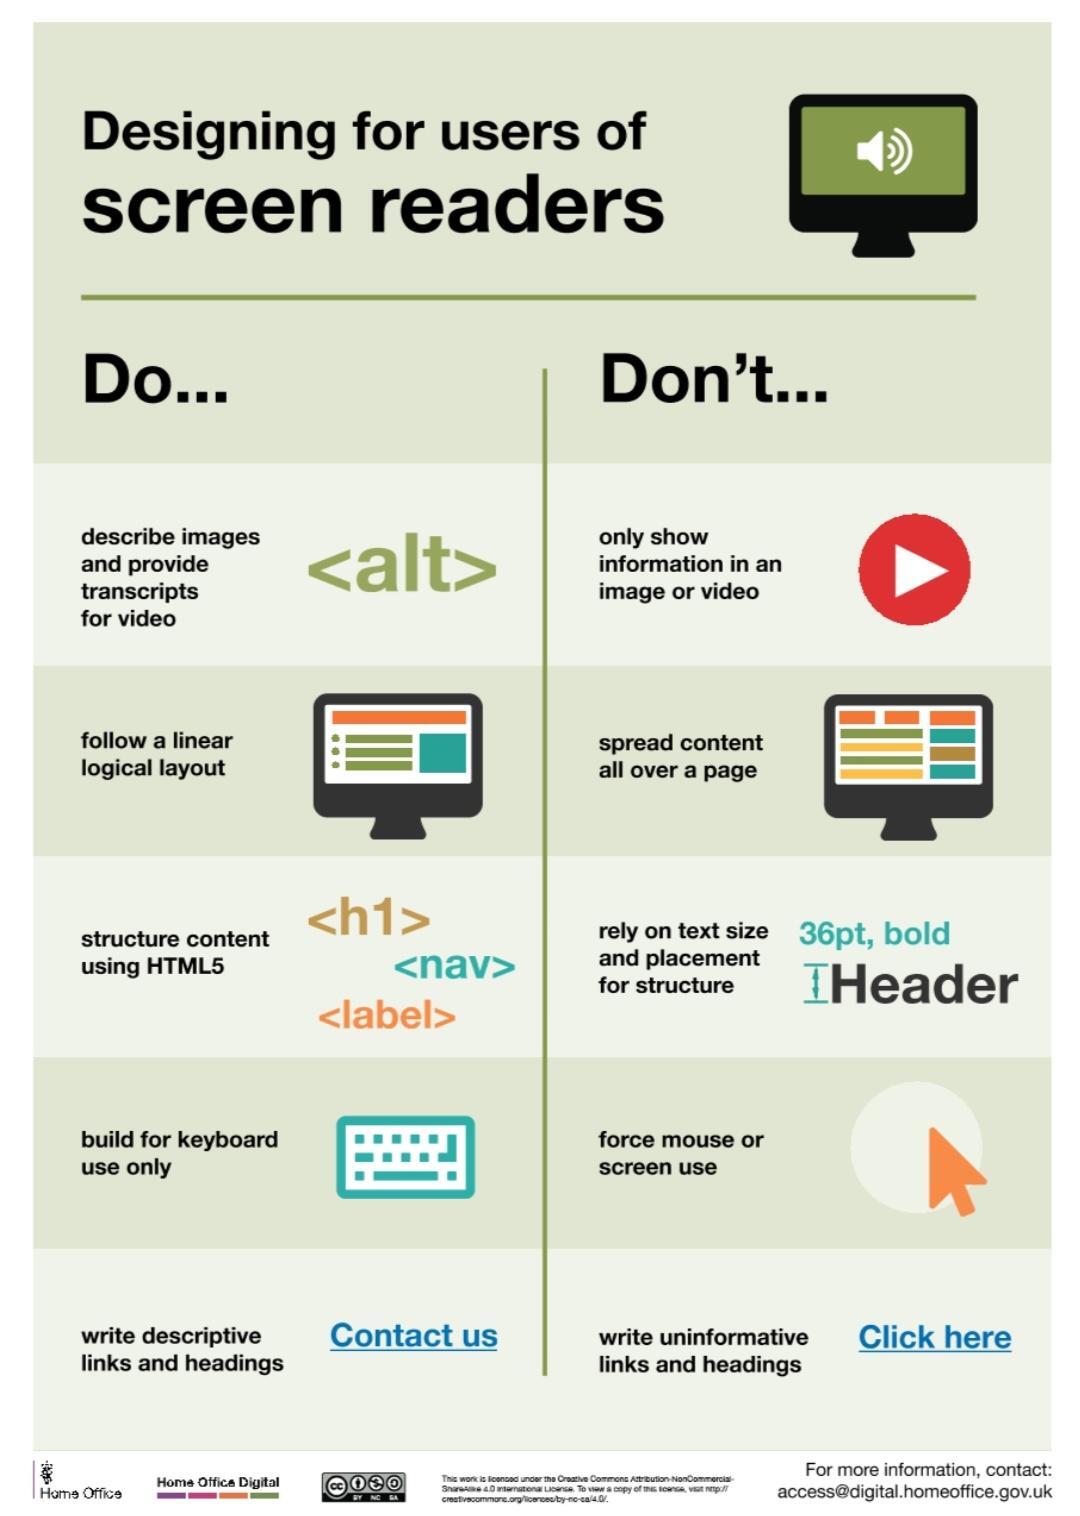 Designing for users of
screen readers
Do...
Don't...
describe images
and provide
transcripts
for video
<alt>
only show
information in an
image or video
follow a linear
logical layout
spread content
all over a page
structure content
using HTML5
<h1>
<nav>
<label>
rely on text size
and placement
for structure
36pt, bold
Header
build for keyboard
use only
force mouse or
screen use
write descriptive
links and headings
Contact us
write uninformative
links and headings
Click here
Home Office
Home Office Digital
cc
BY NC SA
This work is licensed under the Creative Commons Attribution-NonCommercial-
ShareAlike 4.0 International License. To view a copy of this license, visit http://
creativecommons.org/licenses/by-nc-sa/4.0/.
For more information, contact:
access@digital.homeoffice.gov.uk